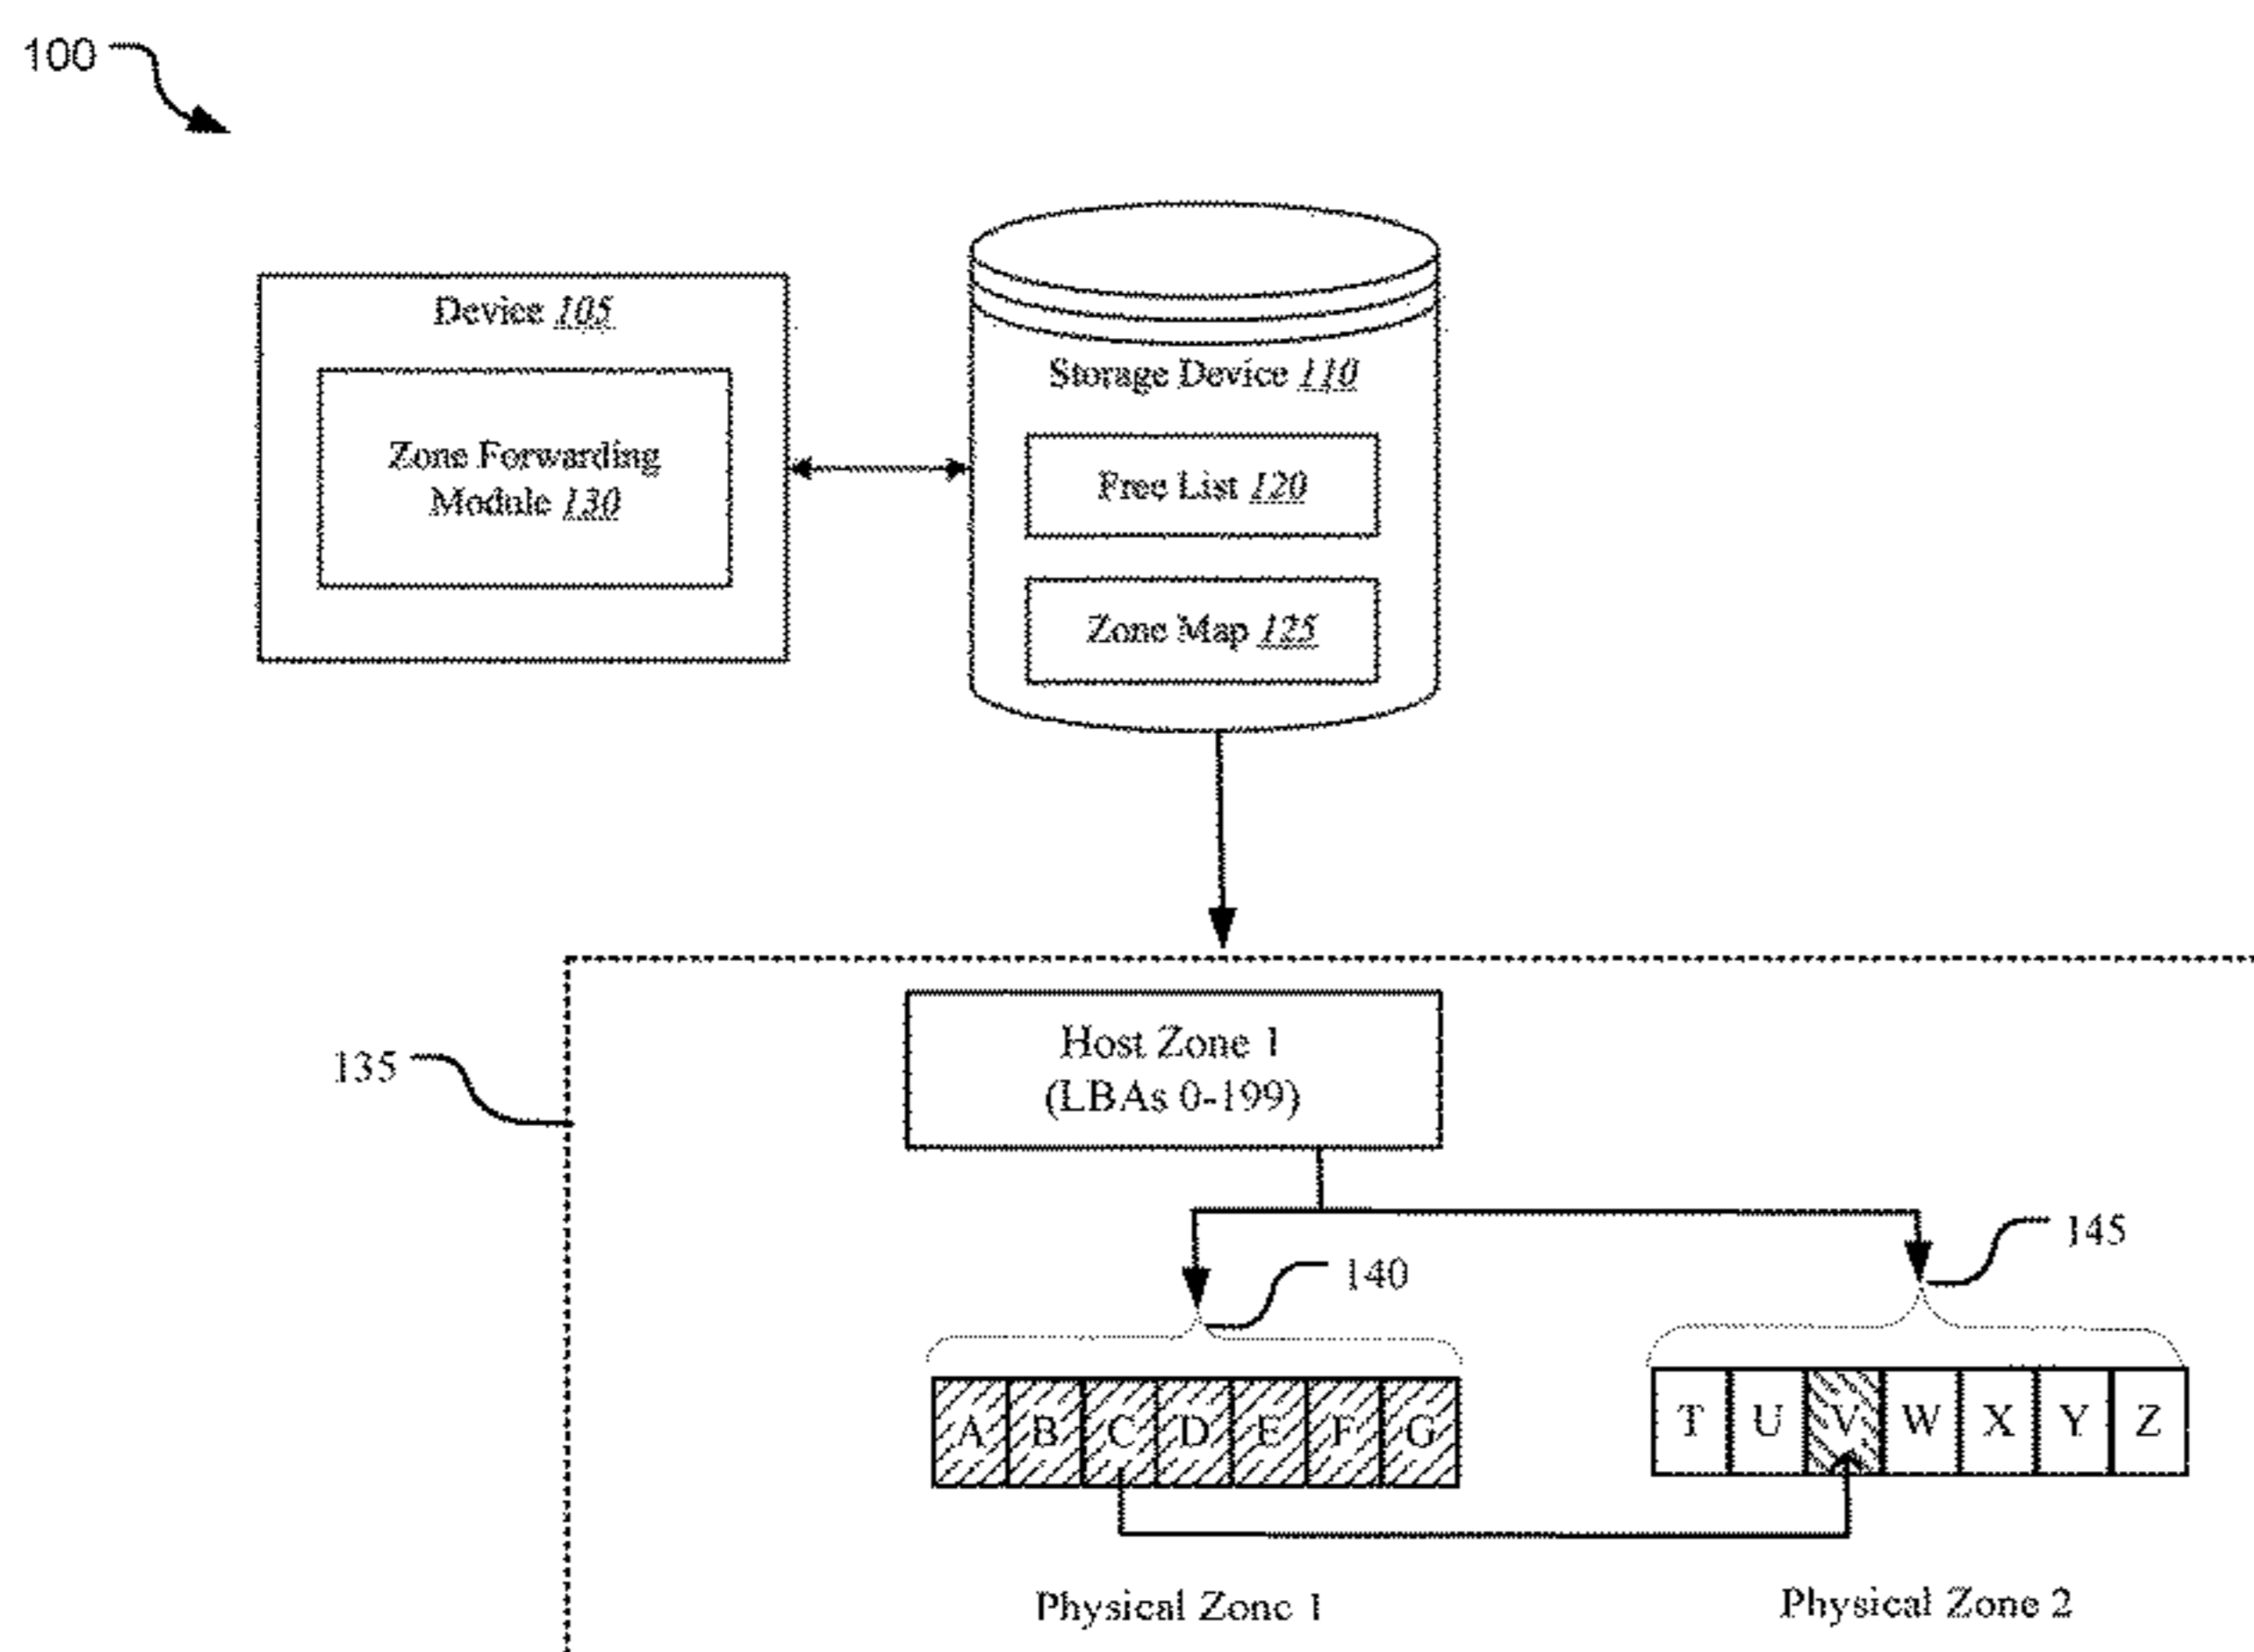 100
Device 105
Zone Forwarding
Module 130
Storage Device 110
Free List 120
Zone Map 125
135
Host Zone 1
(LBAs 0-199)
145
140
A B C D E F G
T U V W X Y Z
Physical Zone 1
Physical Zone 2